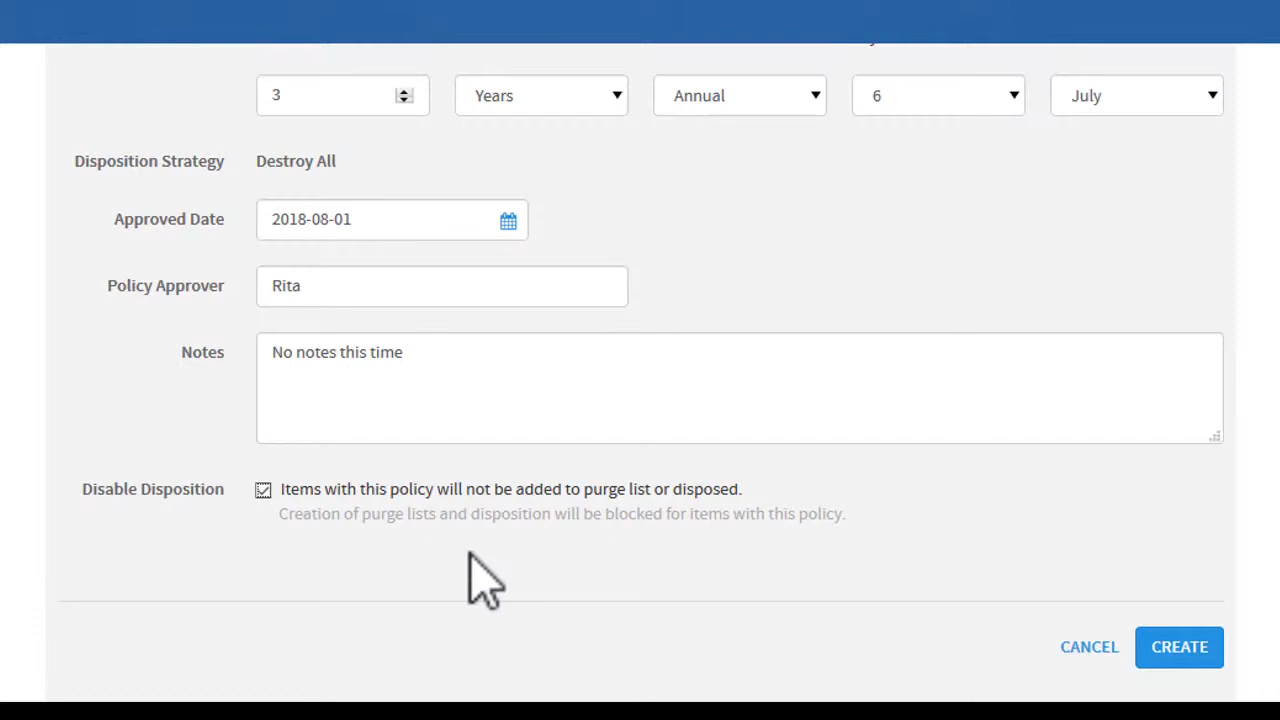 3 Years Annual 6 July
Disposition Strategy Destroy All
Approved Date 2018-08-01
Policy Approver Rita
Notes No notes this time
Disable Disposition Items with this policy will not be added to purge list or disposed.
Creation of purge lists and disposition will be blocked for items with this policy.
CANCEL CREATE